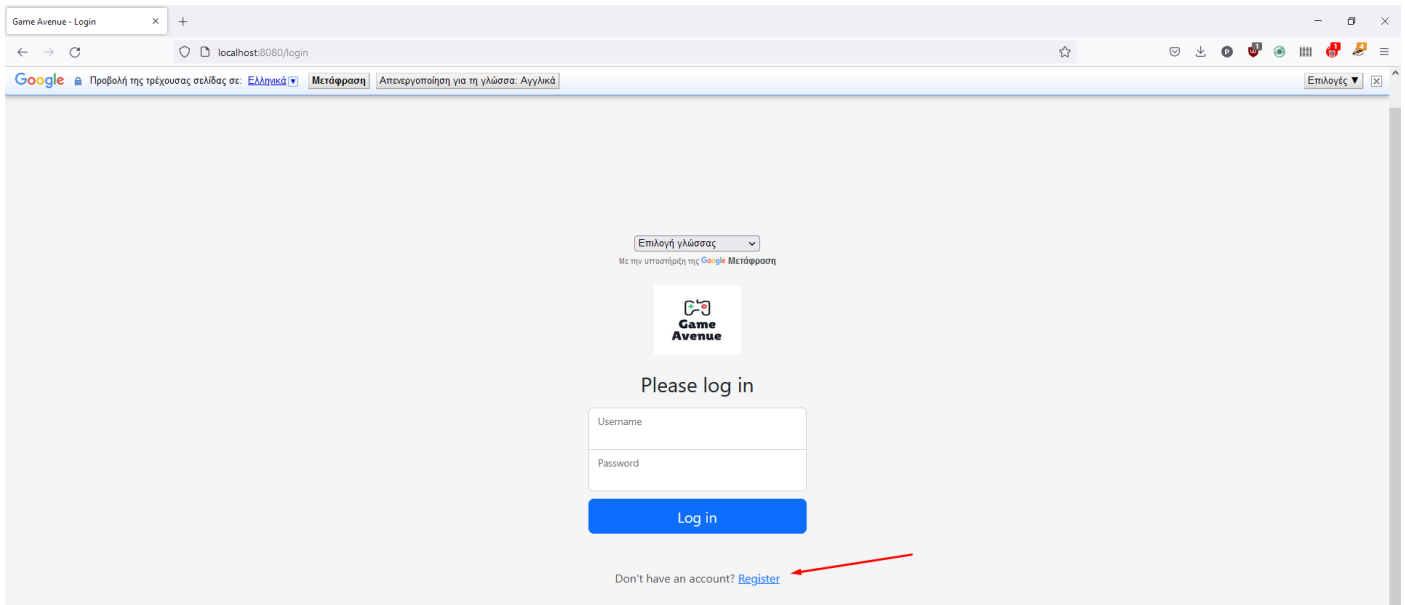 Game Avenue - Login
localhost:8080/login
Google Προβολή της τρέχουσας σελίδας σε: Ελληνικά Μετάφραση Απενεργοποίηση για τη γλώσσα: Αγγλικά Επιλογές ▼
Επιλογή γλώσσας
Με την υποστήριξη της Google Μετάφραση
Game
Avenue
Please log in
Username
Password
Log in
Don't have an account? Register